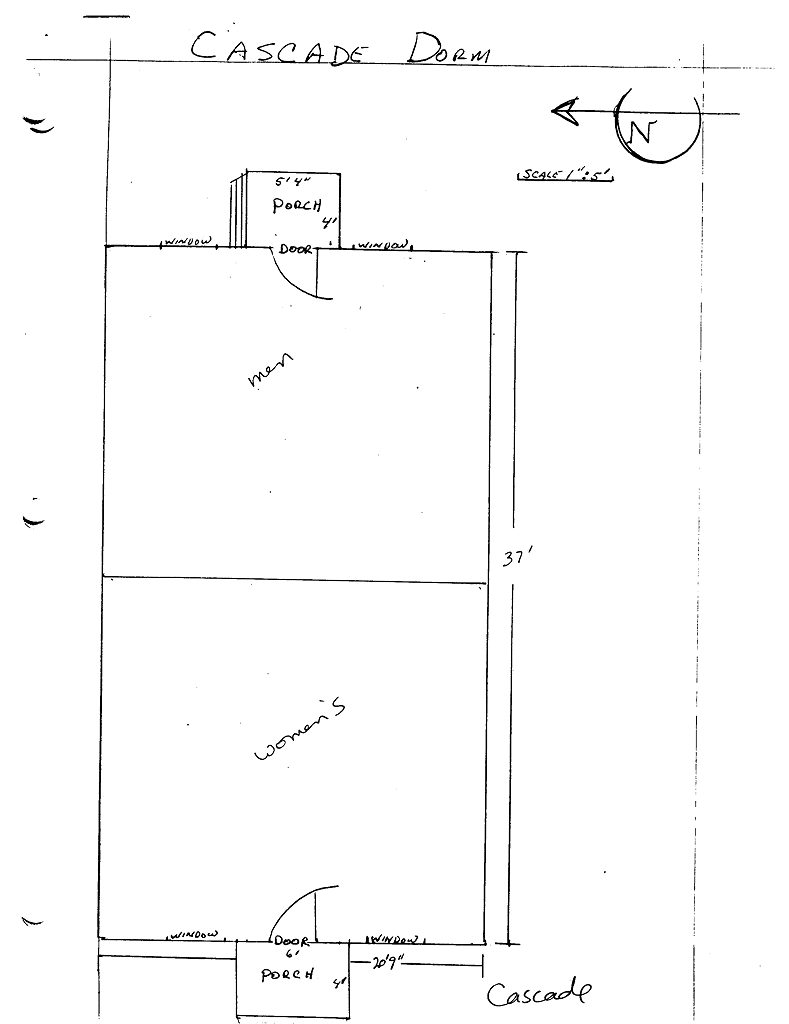 CASCADE DORM
N
SCALE 1" : 5'
5' 4"
PORCH
4'
WINDOW
DOOR
WINDOW
men
37'
women's
WINDOW
DOOR
WINDOW
6'
PORCH
4'
20'9"
Cascade